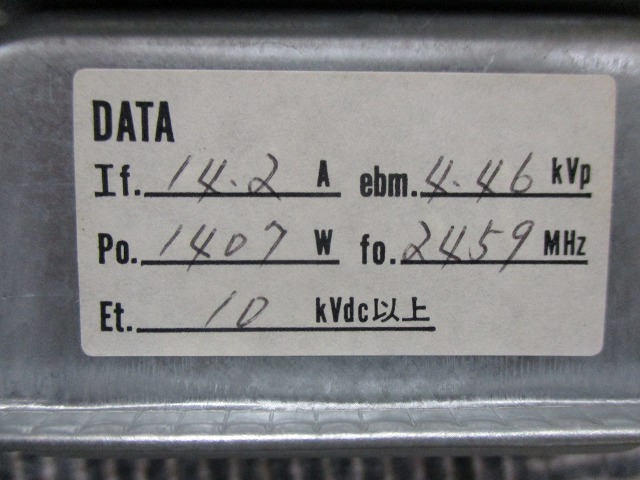 DATA
If. 14.2 A ebm. 4.46 kVp
Po. 1407 W fo. 2459 MHz
Et. 10 kVdc以上